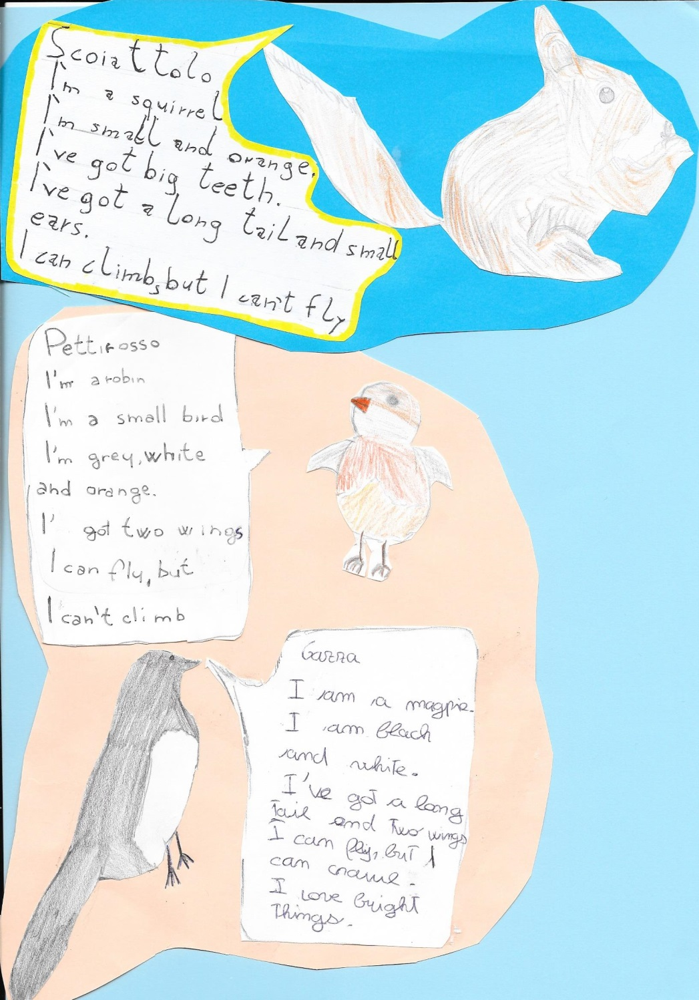 Scoiattolo
I'm a squirrel
I'm small and orange.
I've got big teeth.
I've got a long tail and small
ears.
I can climb, but I can't fly
Pettirosso
I'm a robin
I'm a small bird
I'm grey, white
and orange.
I' got two wings
I can fly, but
I can't climb
Gazza
I am a magpie.
I am black
and white.
I've got a long
tail and two wings
I can fly, but I
can crawl.
I love bright
things.